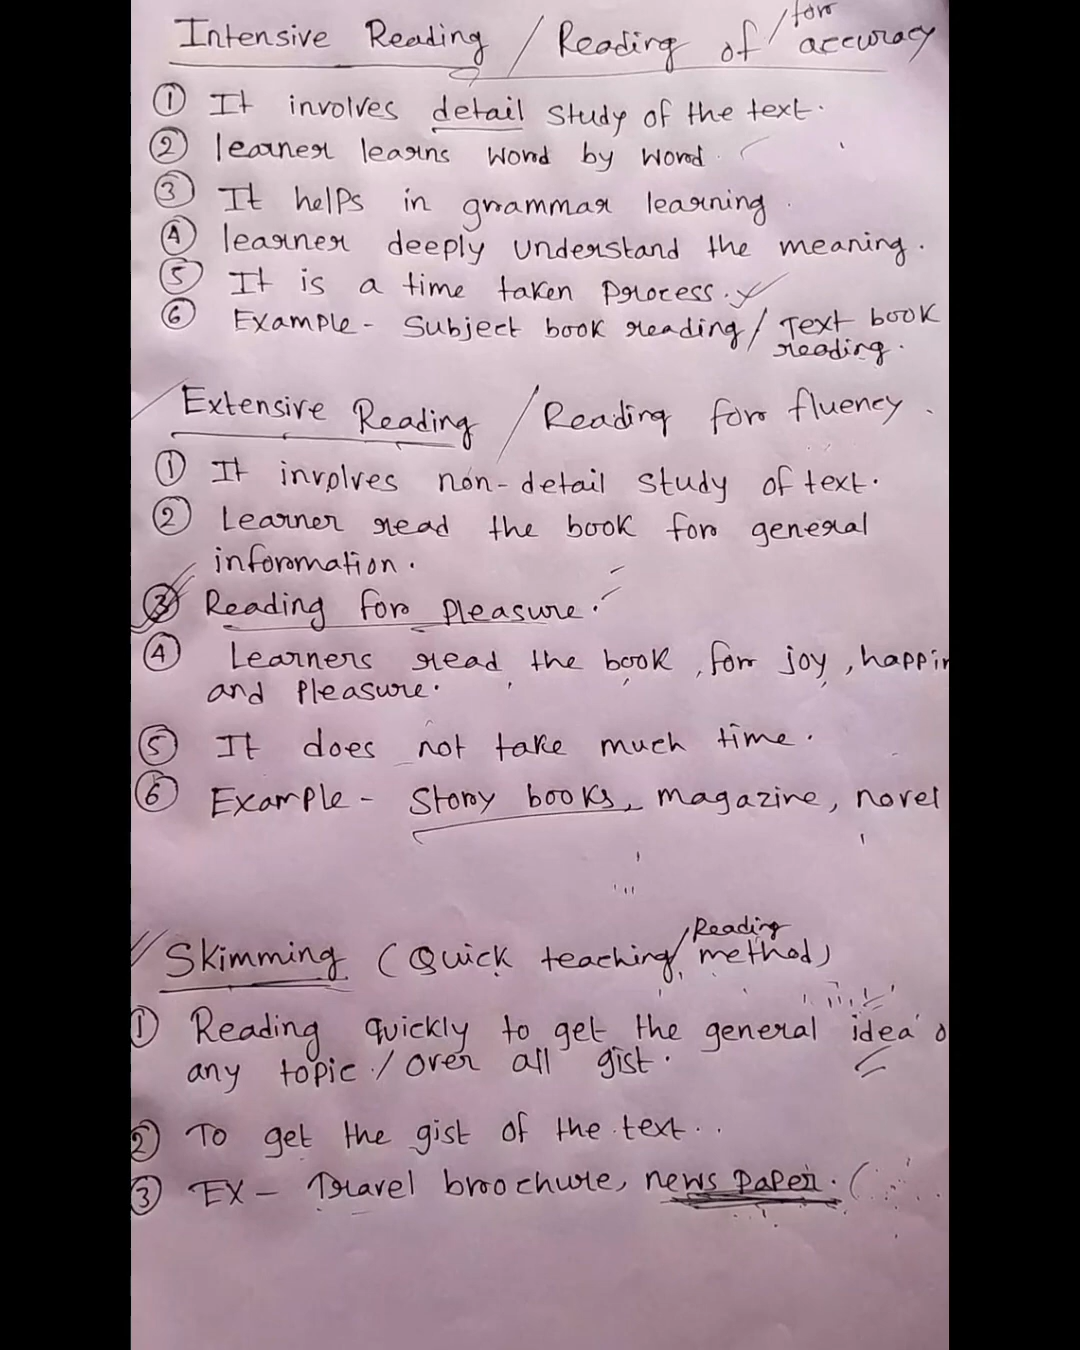 Intensive Reading / Reading of / for accuracy
① It involves detail study of the text.
② learner learns word by word
③ It helps in grammar learning.
④ learner deeply understand the meaning.
⑤ It is a time taken process.
⑥ Example - Subject book reading / Text book
reading.
Extensive Reading / Reading for fluency.
① It involves non-detail study of text.
② Learner read the book for general
information.
③ Reading for pleasure.
④ Learners read the book, for joy, happin
and pleasure.
⑤ It does not take much time.
⑥ Example - Story books, magazine, novel
Skimming (Quick teaching / Reading method)
① Reading quickly to get the general idea o
any topic / over all gist.
② To get the gist of the text..
③ EX - Travel broochure, news paper.